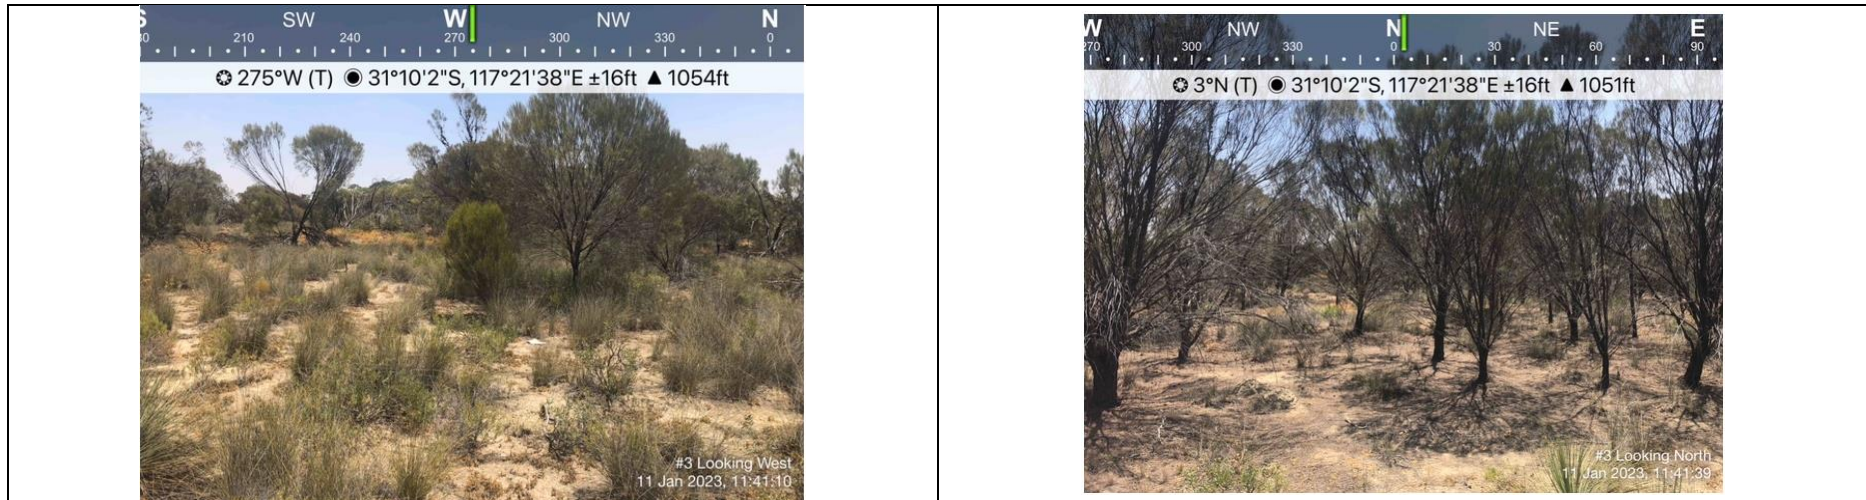 S SW W NW N
30 210 240 270 300 330 0
275°W (T) 31°10'2"S, 117°21'38"E ±16ft ▲ 1054ft
#3 Looking West
11 Jan 2023, 11:41:10
W NW N NE E
270 300 330 0 30 60 90
3°N (T) 31°10'2"S, 117°21'38"E ±16ft ▲ 1051ft
#3 Looking North
11 Jan 2023, 11:41:39